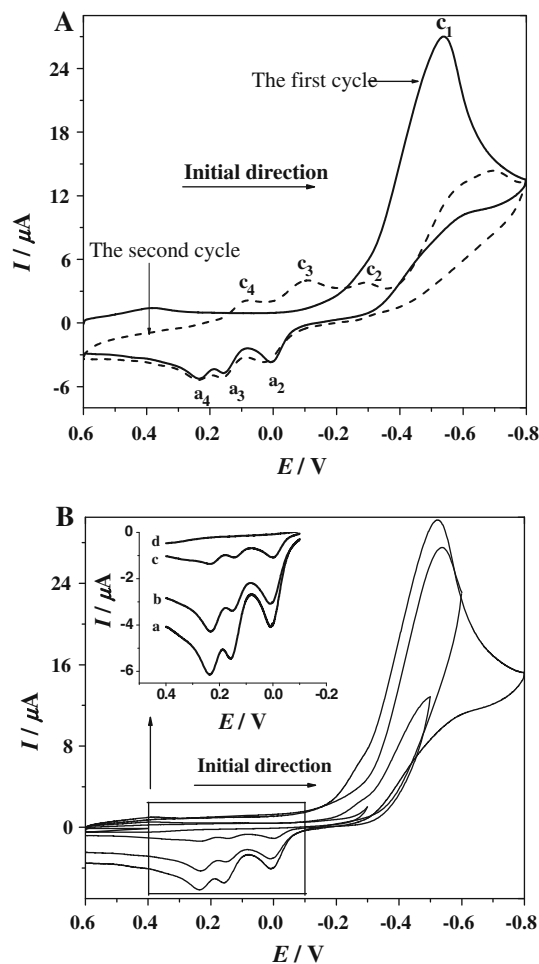 A
c1
28
The first cycle
24
Initial direction
18
12
The second cycle
c4
c3
c2
6
0
a4
a3
a2
-6
I / µA
0.6 0.4 0.2 0.0 -0.2 -0.4 -0.6 -0.8
E / V
B
d
c
b
a
0
-2
-4
-6
I / µA
0.4 0.2 0.0 -0.2
E / V
Initial direction
24
16
8
0
I / µA
0.6 0.4 0.2 0.0 -0.2 -0.4 -0.6 -0.8
E / V